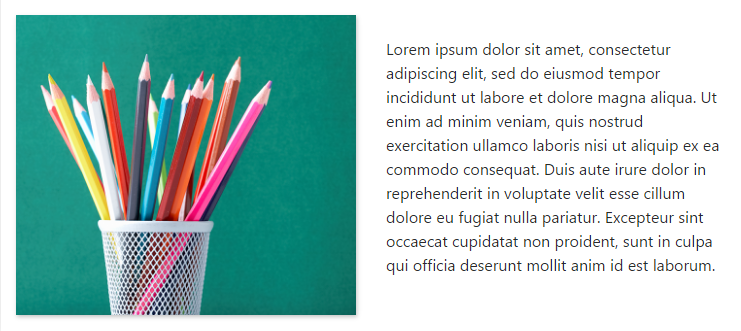 Lorem ipsum dolor sit amet, consectetur
adipiscing elit, sed do eiusmod tempor
incididunt ut labore et dolore magna aliqua. Ut
enim ad minim veniam, quis nostrud
exercitation ullamco laboris nisi ut aliquip ex ea
commodo consequat. Duis aute irure dolor in
reprehenderit in voluptate velit esse cillum
dolore eu fugiat nulla pariatur. Excepteur sint
occaecat cupidatat non proident, sunt in culpa
qui officia deserunt mollit anim id est laborum.